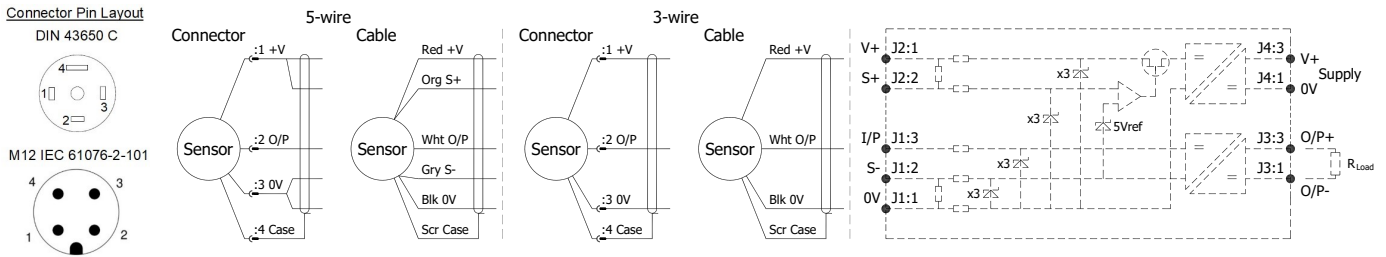 Connector Pin Layout
DIN 43650 C
4
1
3
2
M12 IEC 61076-2-101
4
3
1
2
5-wire
Connector
:1 +V
Sensor
:2 O/P
:3 0V
:4 Case
Cable
Red +V
Org S+
Sensor
Wht O/P
Gry S-
Blk 0V
Scr Case
3-wire
Connector
:1 +V
Sensor
:2 O/P
:3 0V
:4 Case
Cable
Red +V
Sensor
Wht O/P
Blk 0V
Scr Case
V+ J2:1
S+ J2:2
I/P J1:3
S- J1:2
0V J1:1
x3
x3
5Vref
x3
x3
J4:3 V+
Supply
J4:1 0V
J3:3 O/P+
RLoad
J3:1 O/P-